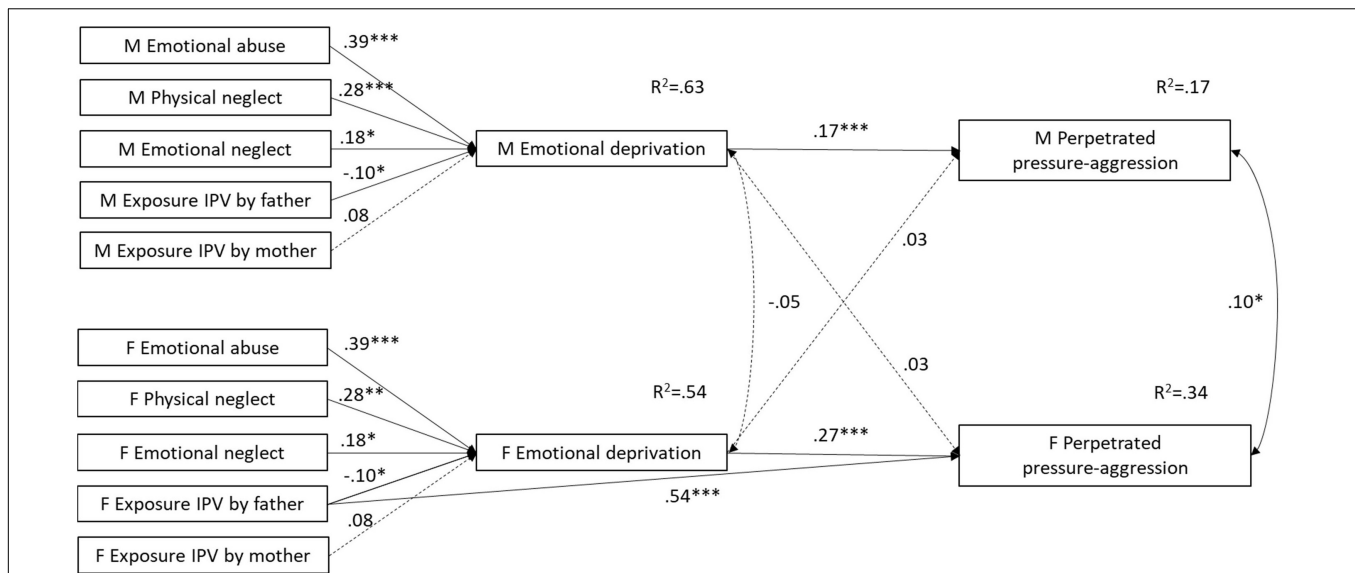 M Emotional abuse
.39***
M Physical neglect
.28***
R²=.63
R²=.17
M Emotional neglect
.18*
M Emotional deprivation
.17***
M Perpetrated
pressure-aggression
M Exposure IPV by father
-.10*
M Exposure IPV by mother
.08
.03
-.05
.10*
F Emotional abuse
.39***
.03
F Physical neglect
.28**
R²=.54
R²=.34
F Emotional neglect
.18*
F Emotional deprivation
.27***
F Perpetrated
pressure-aggression
F Exposure IPV by father
-.10*
.54***
F Exposure IPV by mother
.08